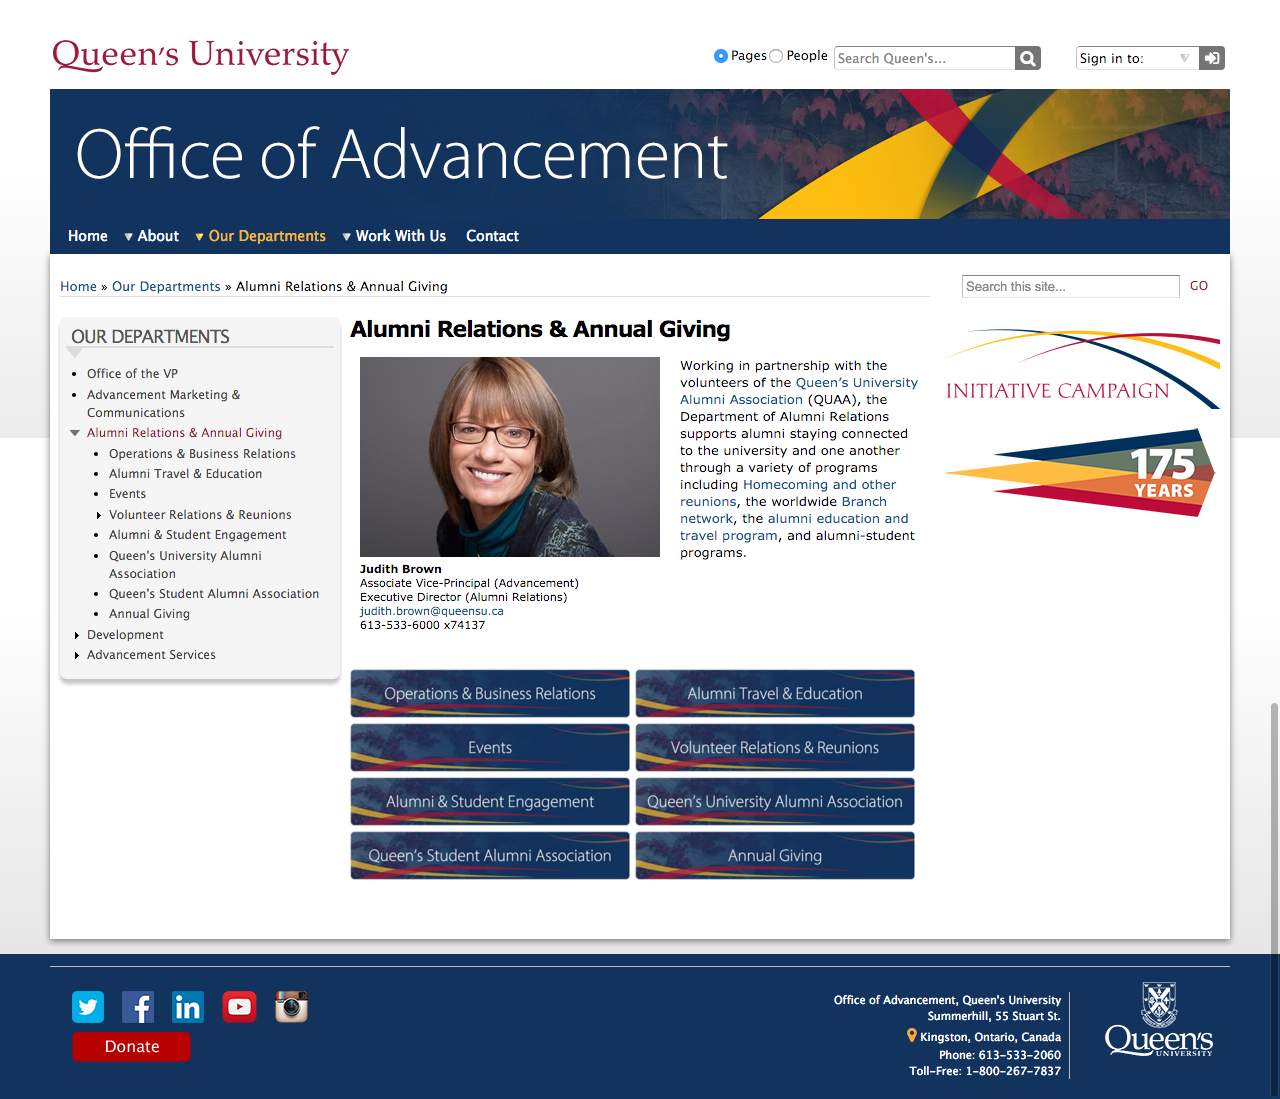 Queen's University
Pages People Search Queen's... Sign in to:
Office of Advancement
Home About Our Departments Work With Us Contact
Home » Our Departments » Alumni Relations & Annual Giving
Search this site... GO
OUR DEPARTMENTS
Office of the VP
Advancement Marketing &
Communications
Alumni Relations & Annual Giving
Operations & Business Relations
Alumni Travel & Education
Events
Volunteer Relations & Reunions
Alumni & Student Engagement
Queen's University Alumni
Association
Queen's Student Alumni Association
Annual Giving
Development
Advancement Services
Alumni Relations & Annual Giving
Judith Brown
Associate Vice-Principal (Advancement)
Executive Director (Alumni Relations)
judith.brown@queensu.ca
613-533-6000 x74137
Working in partnership with the
volunteers of the Queen's University
Alumni Association (QUAA), the
Department of Alumni Relations
supports alumni staying connected
to the university and one another
through a variety of programs
including Homecoming and other
reunions, the worldwide Branch
network, the alumni education and
travel program, and alumni-student
programs.
Operations & Business Relations
Alumni Travel & Education
Events
Volunteer Relations & Reunions
Alumni & Student Engagement
Queen's University Alumni Association
Queen's Student Alumni Association
Annual Giving
INITIATIVE CAMPAIGN
175
YEARS
Donate
Office of Advancement, Queen's University
Summerhill, 55 Stuart St.
Kingston, Ontario, Canada
Phone: 613-533-2060
Toll-Free: 1-800-267-7837
Queen's
UNIVERSITY